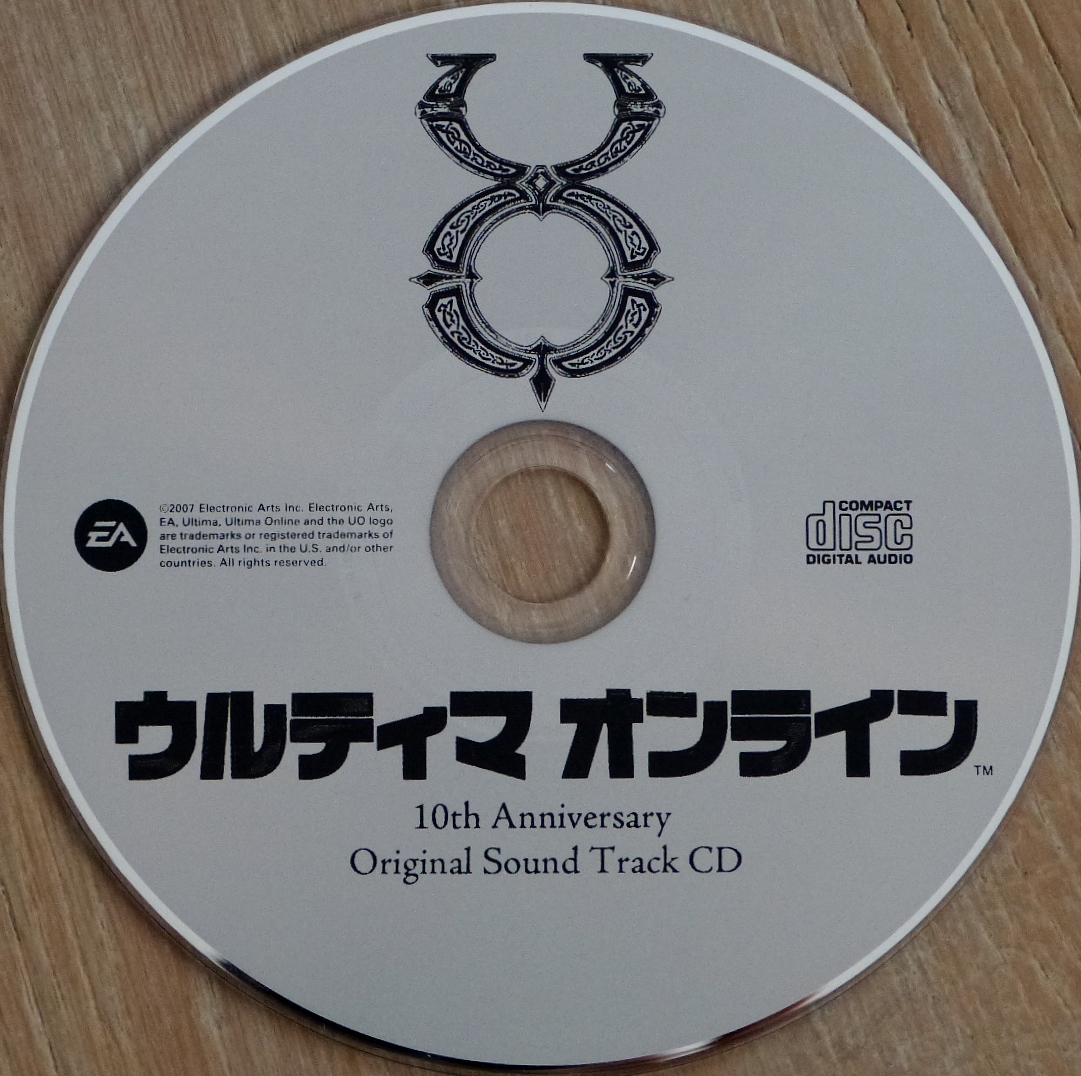 EA
©2007 Electronic Arts Inc. Electronic Arts,
EA, Ultima, Ultima Online and the UO logo
are trademarks or registered trademarks of
Electronic Arts Inc. in the U.S. and/or other
countries. All rights reserved.
COMPACT
disc
DIGITAL AUDIO
ウルティマ オンライン™
10th Anniversary
Original Sound Track CD